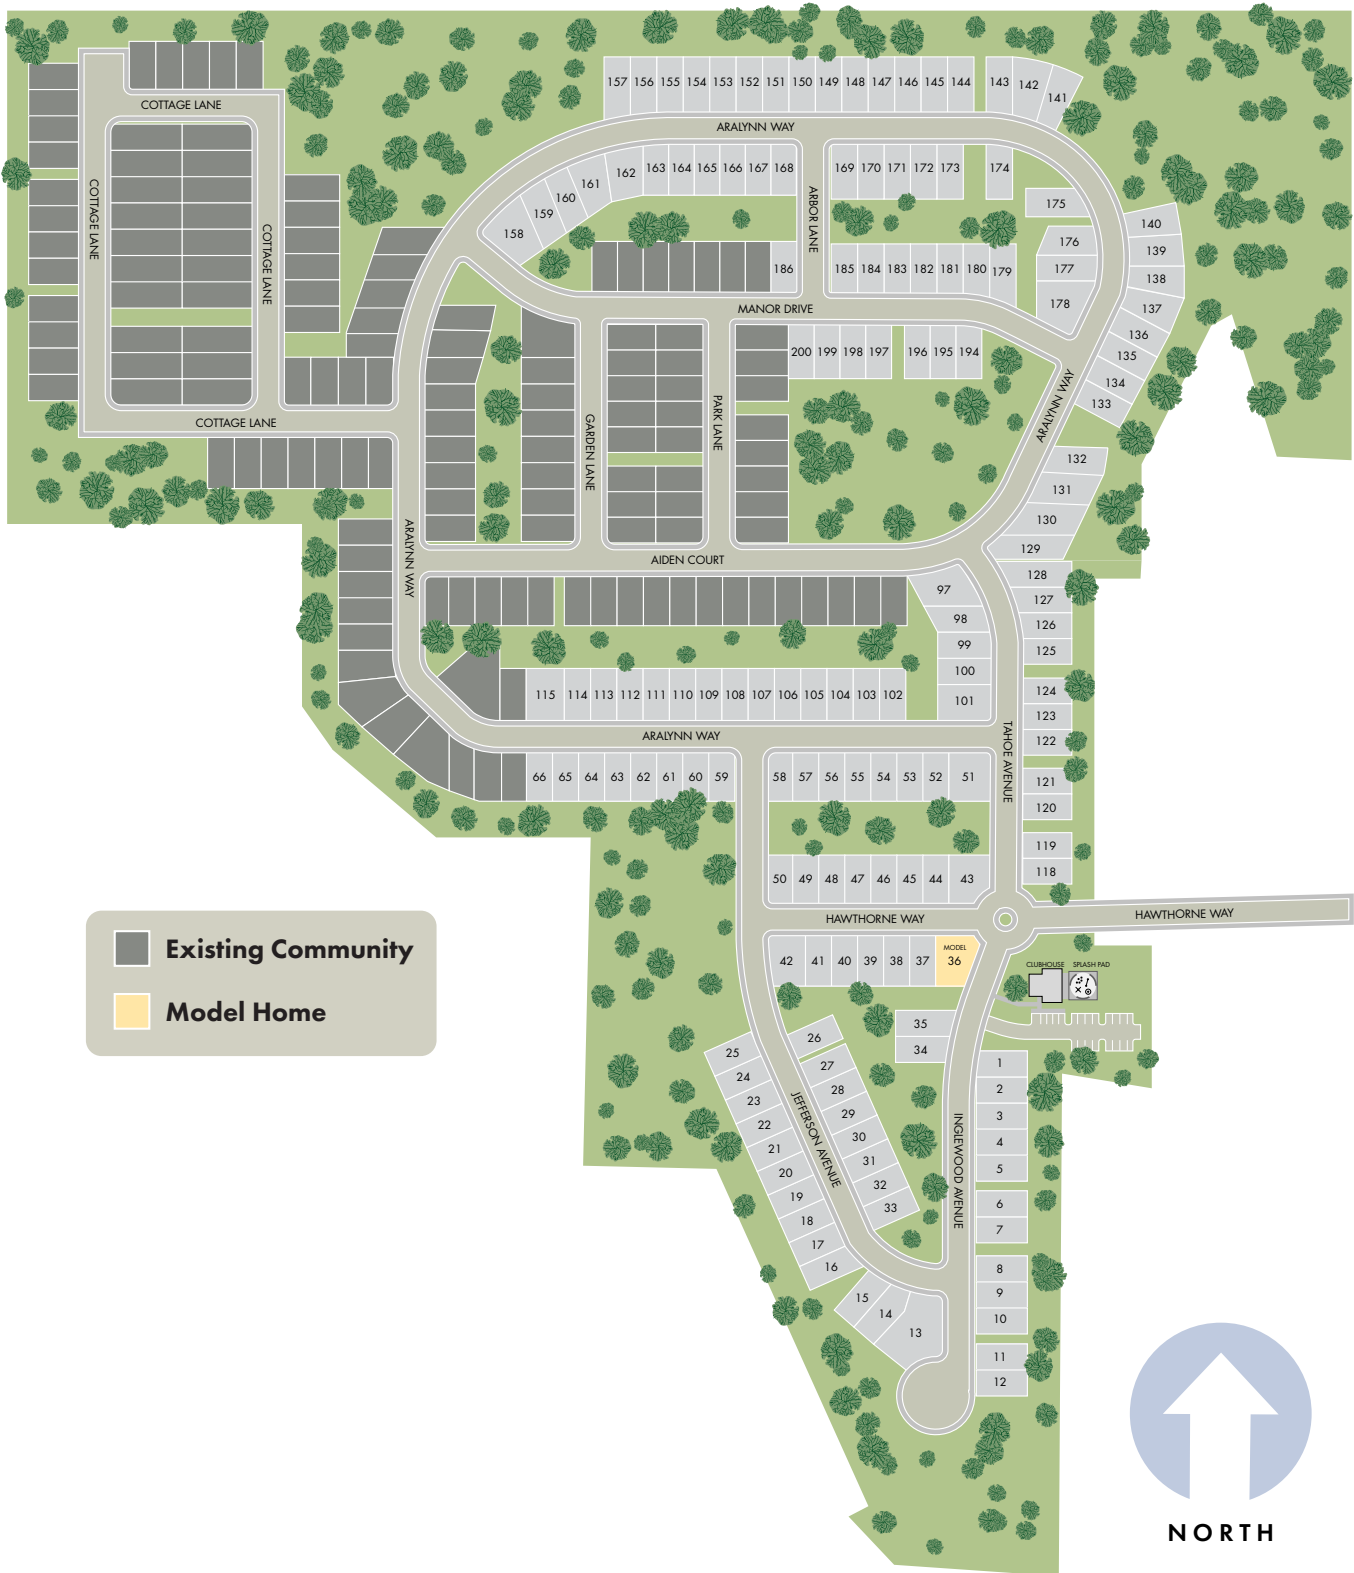 157 156 155 154 153 152 151 150 149 148 147 146 145 144 143 142 141
COTTAGE LANE
ARALYNN WAY
163 164 165 166 167 168 169 170 171 172 173 174
162
161
160
159
158
175
ARBOR LANE
COTTAGE LANE
COTTAGE LANE
140
139
138
137
136
135
134
133
176
177
178
186 185 184 183 182 181 180 179
MANOR DRIVE
200 199 198 197 196 195 194
ARALYNN WAY
PARK LANE
GARDEN LANE
COTTAGE LANE
132
131
130
129
ARALYNN WAY
AIDEN COURT
128
127
126
125
97
98
99
100
101
115 114 113 112 111 110 109 108 107 106 105 104 103 102
124
123
122
ARALYNN WAY
TAHOE AVENUE
66 65 64 63 62 61 60 59 58 57 56 55 54 53 52 51
121
120
119
118
50 49 48 47 46 45 44 43
HAWTHORNE WAY
HAWTHORNE WAY
Existing Community
Model Home
42 41 40 39 38 37
MODEL
36
CLUBHOUSE SPLASH PAD
35
34
26
27
28
29
30
31
32
33
25
24
23
22
21
20
19
18
17
16
JEFFERSON AVENUE
INGLEWOOD AVENUE
1
2
3
4
5
6
7
8
9
10
11
12
15
14
13
NORTH